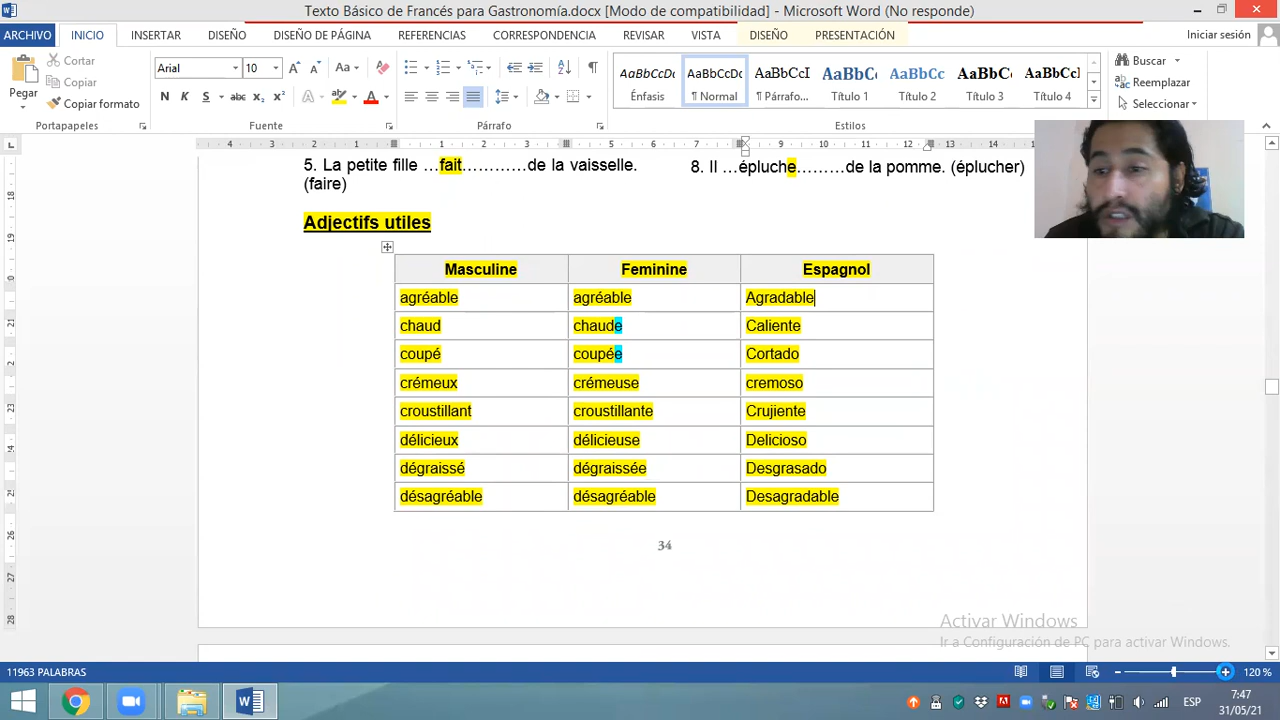 Texto Básico de Francés para Gastronomía.docx [Modo de compatibilidad] - Microsoft Word (No responde)
ARCHIVO INICIO INSERTAR DISEÑO DISEÑO DE PÁGINA REFERENCIAS CORRESPONDENCIA REVISAR VISTA DISEÑO PRESENTACIÓN Iniciar sesión
Pegar
Cortar
Copiar
Copiar formato
Portapapeles
Arial 10
N K S abc x₂ x²
Fuente
Párrafo
AaBbCcDc AaBbCcDc AaBbCcI AaBbC AaBbCc AaBbCc AaBbCc
Énfasis ¶ Normal ¶ Párrafo... Título 1 Título 2 Título 3 Título 4
Estilos
Buscar
Reemplazar
Seleccionar
5. La petite fille …fait…………de la vaisselle. (faire)
8. Il …épluche………de la pomme. (éplucher)
Adjectifs utiles
Masculine Feminine Espagnol
agréable agréable Agradable
chaud chaude Caliente
coupé coupée Cortado
crémeux crémeuse cremoso
croustillant croustillante Crujiente
délicieux délicieuse Delicioso
dégraissé dégraissée Desgrasado
désagréable désagréable Desagradable
34
Activar Windows
Ir a Configuración de PC para activar Windows.
11963 PALABRAS
120 %
ESP
7:47
31/05/21